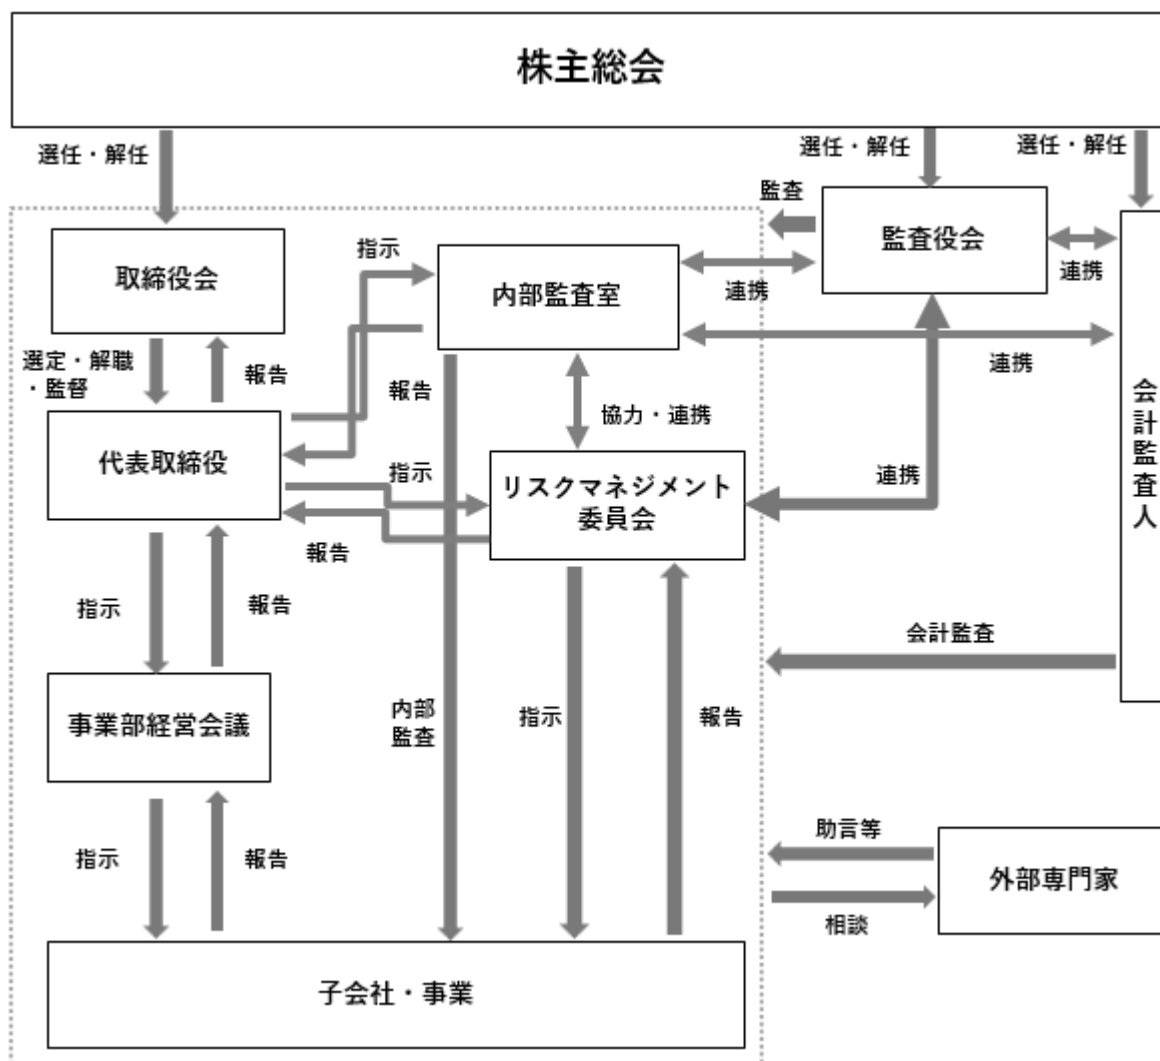 株主総会
選任・解任
選任・解任
選任・解任
監査
監査役会
連携
取締役会
指示
内部監査室
連携
連携
選定・解職
・監督
報告
報告
協力・連携
会計監査人
代表取締役
指示
リスクマネジメント
委員会
連携
報告
指示
報告
会計監査
事業部経営会議
内部
監査
指示
報告
指示
報告
助言等
外部専門家
相談
子会社・事業